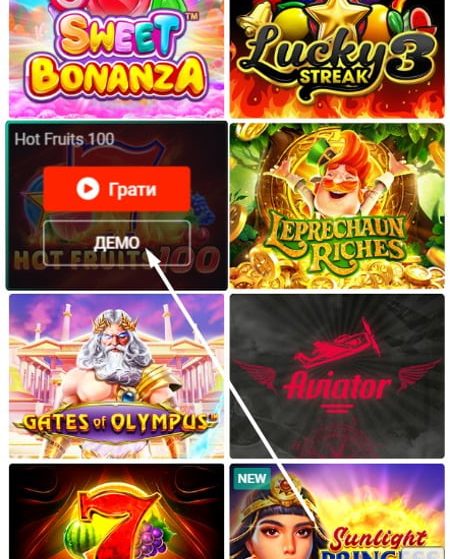 SWEET
BONANZA™
Lucky
STREAK 3
Hot Fruits 100
Грати
ДЕМО
HOT FRUITS 100
LEPRECHAUN
RICHES
GATES of OLYMPUS™
Aviator
7
NEW
Sunlight
PRINCESS